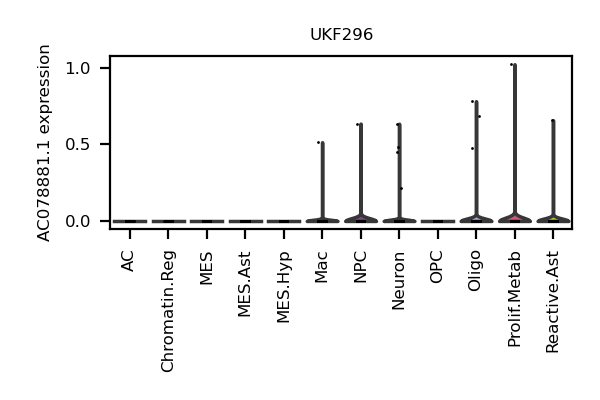 UKF296
AC078881.1 expression
1.0
0.5
0.0
AC
Chromatin.Reg
MES
MES.Ast
MES.Hyp
Mac
NPC
Neuron
OPC
Oligo
Prolif.Metab
Reactive.Ast